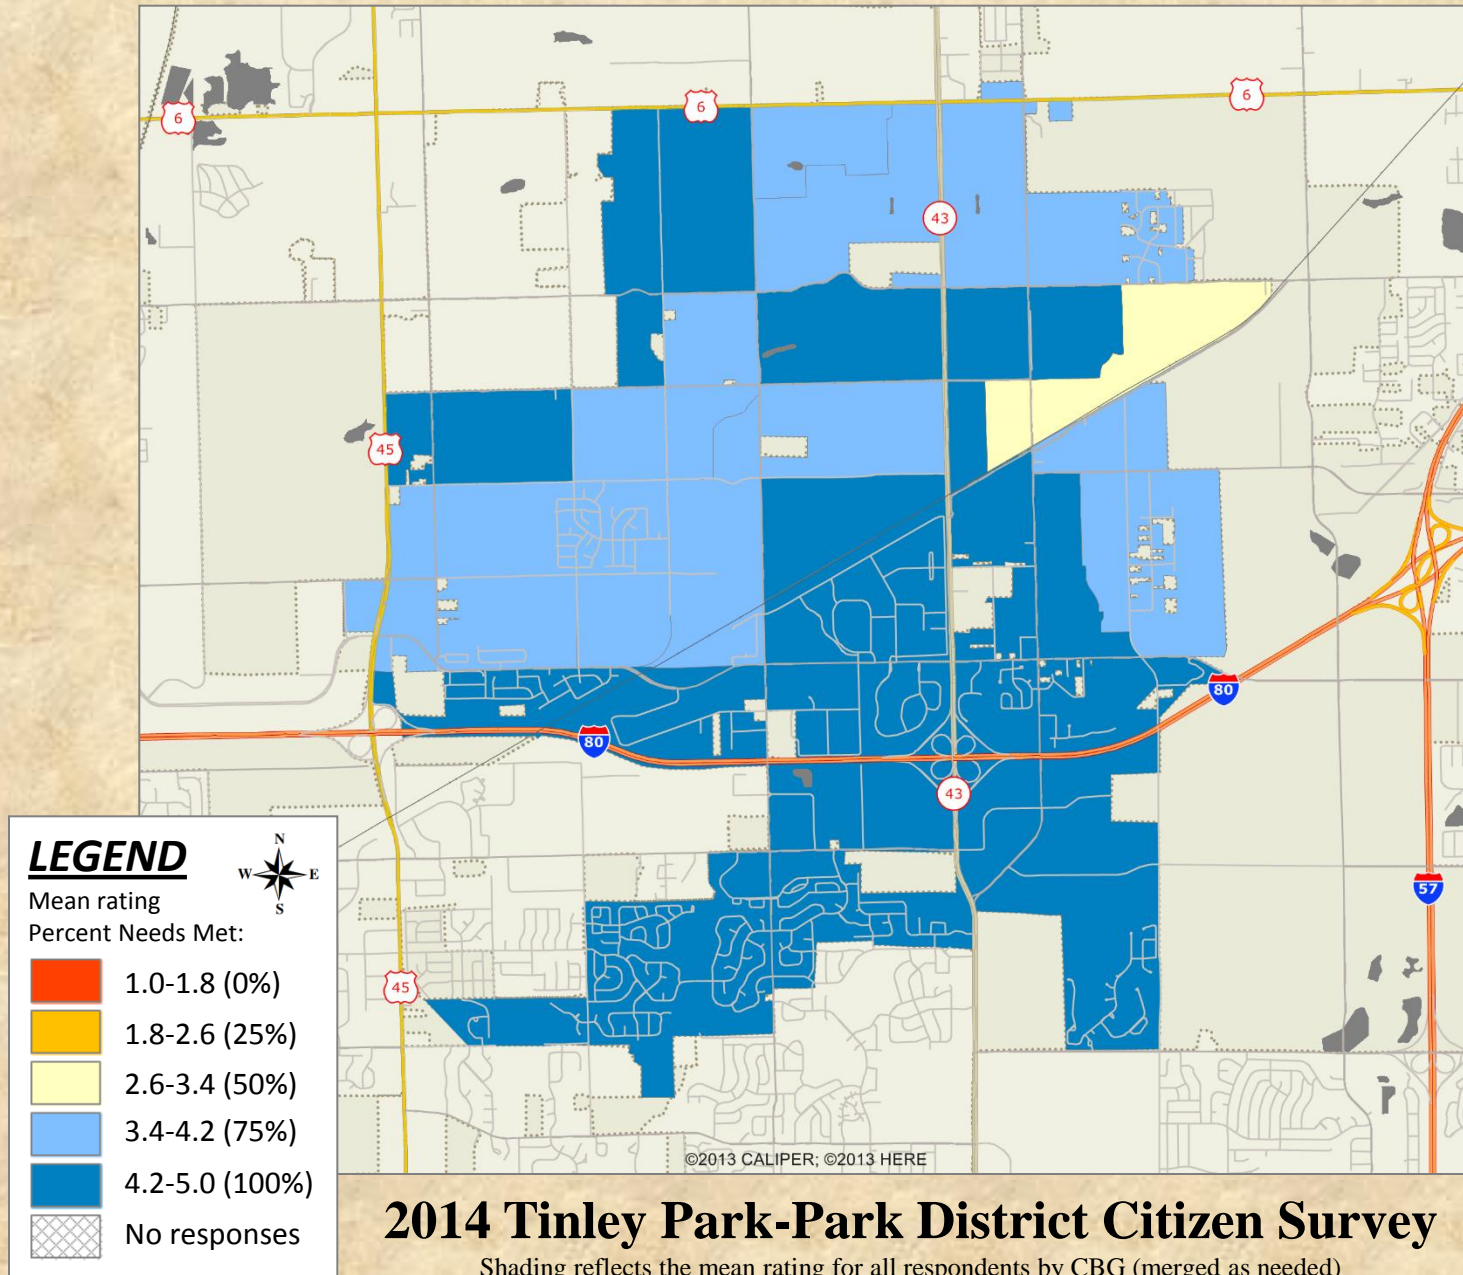 6
6
6
43
45
80
80
43
57
45
©2013 CALIPER; ©2013 HERE
LEGEND
N
W E
S
Mean rating
Percent Needs Met:
1.0-1.8 (0%)
1.8-2.6 (25%)
2.6-3.4 (50%)
3.4-4.2 (75%)
4.2-5.0 (100%)
No responses
2014 Tinley Park-Park District Citizen Survey
Shading reflects the mean rating for all respondents by CBG (merged as needed)